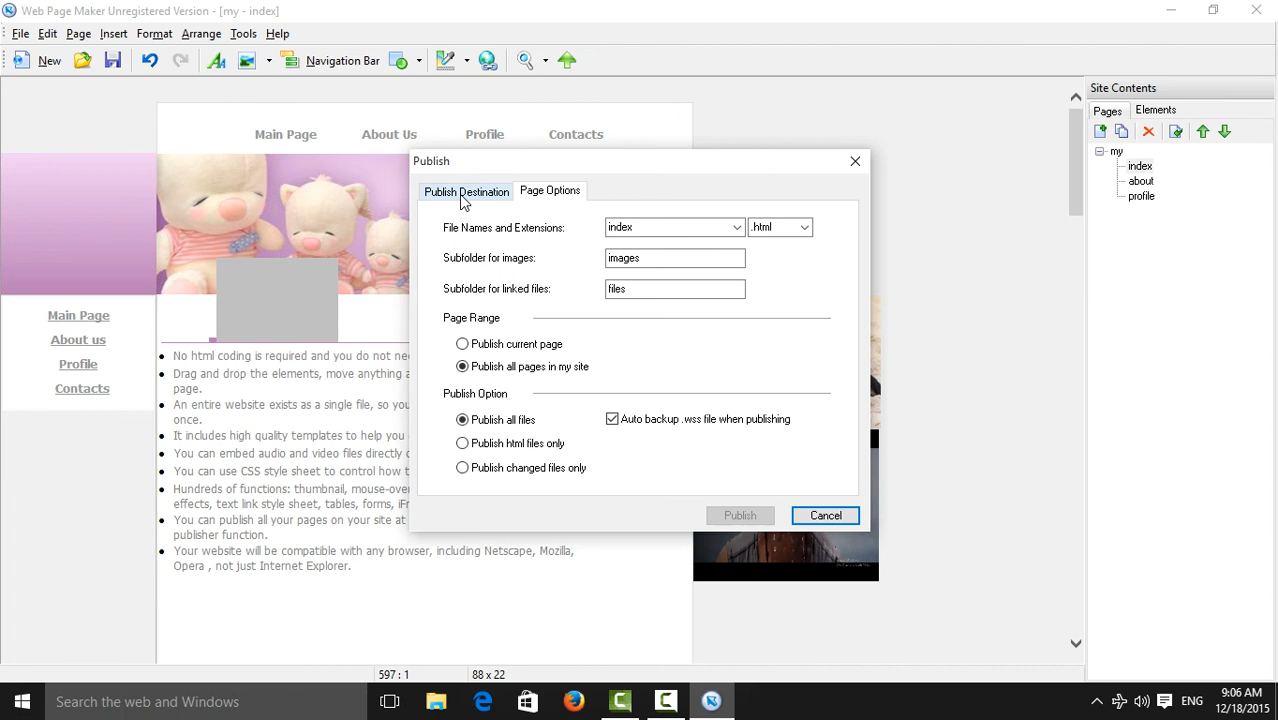 Web Page Maker Unregistered Version - [my - index]
File Edit Page Insert Format Arrange Tools Help
New Navigation Bar
Site Contents
Pages Elements
my
index
about
profile
Main Page About Us Profile Contacts
Main Page
About us
Profile
Contacts
No html coding is required and you do not ne
Drag and drop the elements, move anything a
page.
An entire website exists as a single file, so you
once.
It includes high quality templates to help you
You can embed audio and video files directly
You can use CSS style sheet to control how t
Hundreds of functions: thumbnail, mouse-over
effects, text link style sheet, tables, forms, iFr
You can publish all your pages on your site at
publisher function.
Your website will be compatible with any browser, including Netscape, Mozilla,
Opera , not just Internet Explorer.
Publish
Publish Destination Page Options
File Names and Extensions: index .html
Subfolder for images: images
Subfolder for linked files: files
Page Range
Publish current page
Publish all pages in my site
Publish Option
Publish all files
Auto backup .wss file when publishing
Publish html files only
Publish changed files only
Publish Cancel
597 : 1 88 x 22
Search the web and Windows
ENG
9:06 AM
12/18/2015